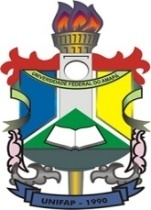 UNIVERSIDADE FEDERAL DO AMAPÁ
UNIFAP - 1990